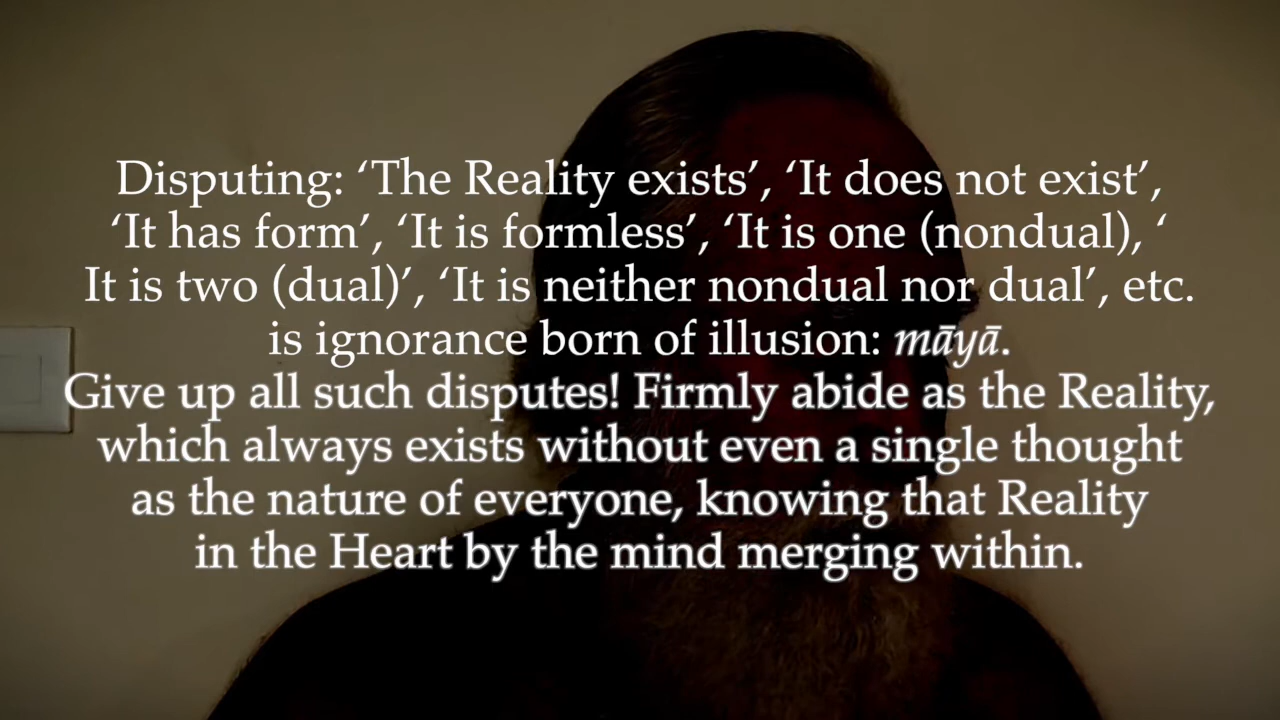 Disputing: ‘The Reality exists’, ‘It does not exist’,
‘It has form’, ‘It is formless’, ‘It is one (nondual), ‘
It is two (dual)’, ‘It is neither nondual nor dual’, etc.
is ignorance born of illusion: māyā.
Give up all such disputes! Firmly abide as the Reality,
which always exists without even a single thought
as the nature of everyone, knowing that Reality
in the Heart by the mind merging within.